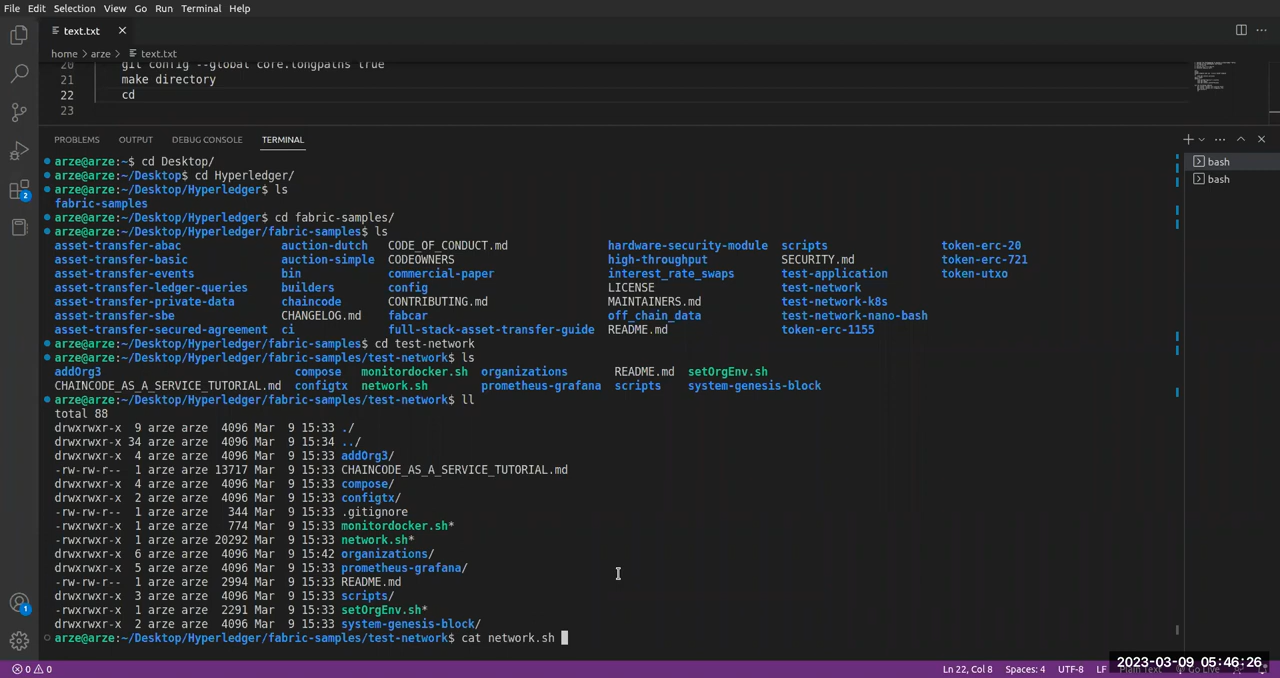 File Edit Selection View Go Run Terminal Help
text.txt
home > arze > text.txt
20 git config --global core.longpaths true
21 make directory
22 cd
23
PROBLEMS OUTPUT DEBUG CONSOLE TERMINAL
bash
bash
arze@arze:~$ cd Desktop/
arze@arze:~/Desktop$ cd Hyperledger/
arze@arze:~/Desktop/Hyperledger$ ls
fabric-samples
arze@arze:~/Desktop/Hyperledger$ cd fabric-samples/
arze@arze:~/Desktop/Hyperledger/fabric-samples$ ls
asset-transfer-abac auction-dutch CODE_OF_CONDUCT.md hardware-security-module scripts token-erc-20
asset-transfer-basic auction-simple CODEOWNERS high-throughput SECURITY.md token-erc-721
asset-transfer-events bin commercial-paper interest_rate_swaps test-application token-utxo
asset-transfer-ledger-queries builders config LICENSE test-network
asset-transfer-private-data chaincode CONTRIBUTING.md MAINTAINERS.md test-network-k8s
asset-transfer-sbe CHANGELOG.md fabcar off_chain_data test-network-nano-bash
asset-transfer-secured-agreement ci full-stack-asset-transfer-guide README.md token-erc-1155
arze@arze:~/Desktop/Hyperledger/fabric-samples$ cd test-network
arze@arze:~/Desktop/Hyperledger/fabric-samples/test-network$ ls
addOrg3 compose monitordocker.sh organizations README.md setOrgEnv.sh
CHAINCODE_AS_A_SERVICE_TUTORIAL.md configtx network.sh prometheus-grafana scripts system-genesis-block
arze@arze:~/Desktop/Hyperledger/fabric-samples/test-network$ ll
total 88
drwxrwxr-x 9 arze arze 4096 Mar 9 15:33 ./
drwxrwxr-x 34 arze arze 4096 Mar 9 15:34 ../
drwxrwxr-x 4 arze arze 4096 Mar 9 15:33 addOrg3/
-rw-rw-r-- 1 arze arze 13717 Mar 9 15:33 CHAINCODE_AS_A_SERVICE_TUTORIAL.md
drwxrwxr-x 4 arze arze 4096 Mar 9 15:33 compose/
drwxrwxr-x 2 arze arze 4096 Mar 9 15:33 configtx/
-rw-rw-r-- 1 arze arze 344 Mar 9 15:33 .gitignore
-rwxrwxr-x 1 arze arze 774 Mar 9 15:33 monitordocker.sh*
-rwxrwxr-x 1 arze arze 20292 Mar 9 15:33 network.sh*
drwxrwxr-x 6 arze arze 4096 Mar 9 15:42 organizations/
drwxrwxr-x 5 arze arze 4096 Mar 9 15:33 prometheus-grafana/
-rw-rw-r-- 1 arze arze 2994 Mar 9 15:33 README.md
drwxrwxr-x 3 arze arze 4096 Mar 9 15:33 scripts/
-rwxrwxr-x 1 arze arze 2291 Mar 9 15:33 setOrgEnv.sh*
drwxrwxr-x 2 arze arze 4096 Mar 9 15:33 system-genesis-block/
arze@arze:~/Desktop/Hyperledger/fabric-samples/test-network$ cat network.sh
2
1
0 0 Ln 22, Col 8 Spaces: 4 UTF-8 LF Plain Text Go Live
2023-03-09 05:46:26